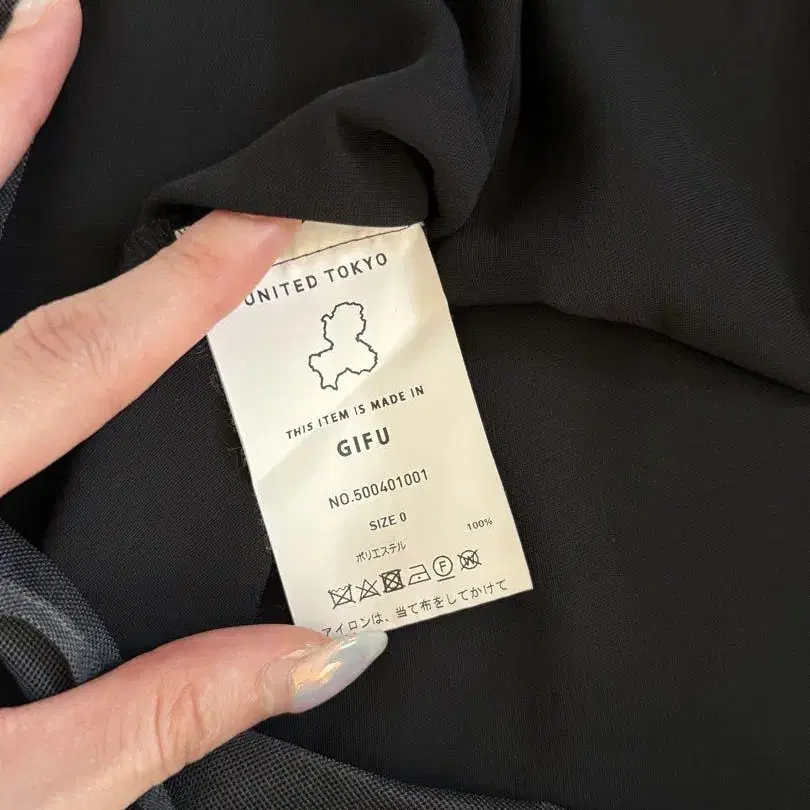 UNITED TOKYO
THIS ITEM IS MADE IN
GIFU
NO.500401001
SIZE 0
ポリエステル 100%
F W
アイロンは、当て布をしてかけて